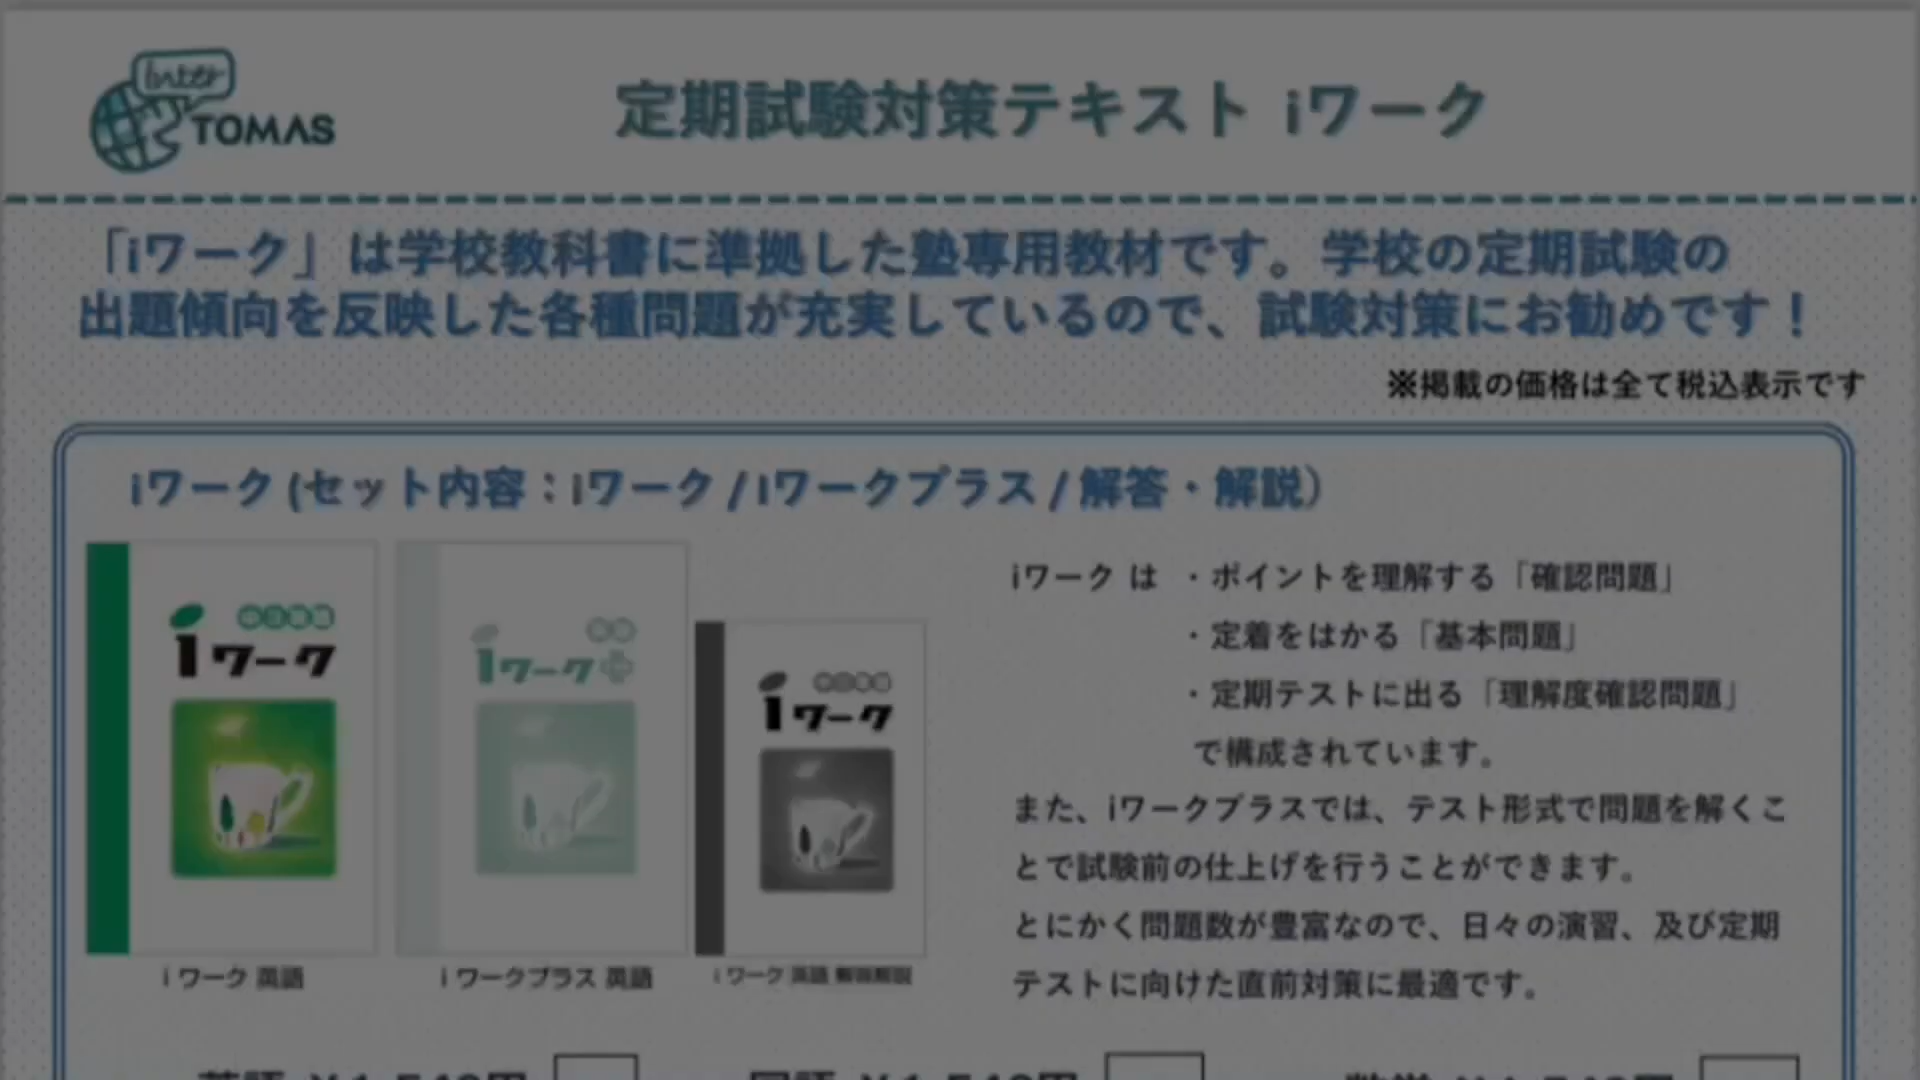 Inter
TOMAS
定期試験対策テキスト iワーク
「iワーク」は学校教科書に準拠した塾専用教材です。学校の定期試験の
出題傾向を反映した各種問題が充実しているので、試験対策にお勧めです！
※掲載の価格は全て税込表示です
iワーク (セット内容：iワーク / iワークプラス / 解答・解説）
iワーク
iワーク+
iワーク
iワーク 英語
iワークプラス 英語
iワーク 英語 解答解説
iワーク は ・ポイントを理解する「確認問題」
・定着をはかる「基本問題」
・定期テストに出る「理解度確認問題」
で構成されています。
また、iワークプラスでは、テスト形式で問題を解くこ
とで試験前の仕上げを行うことができます。
とにかく問題数が豊富なので、日々の演習、及び定期
テストに向けた直前対策に最適です。